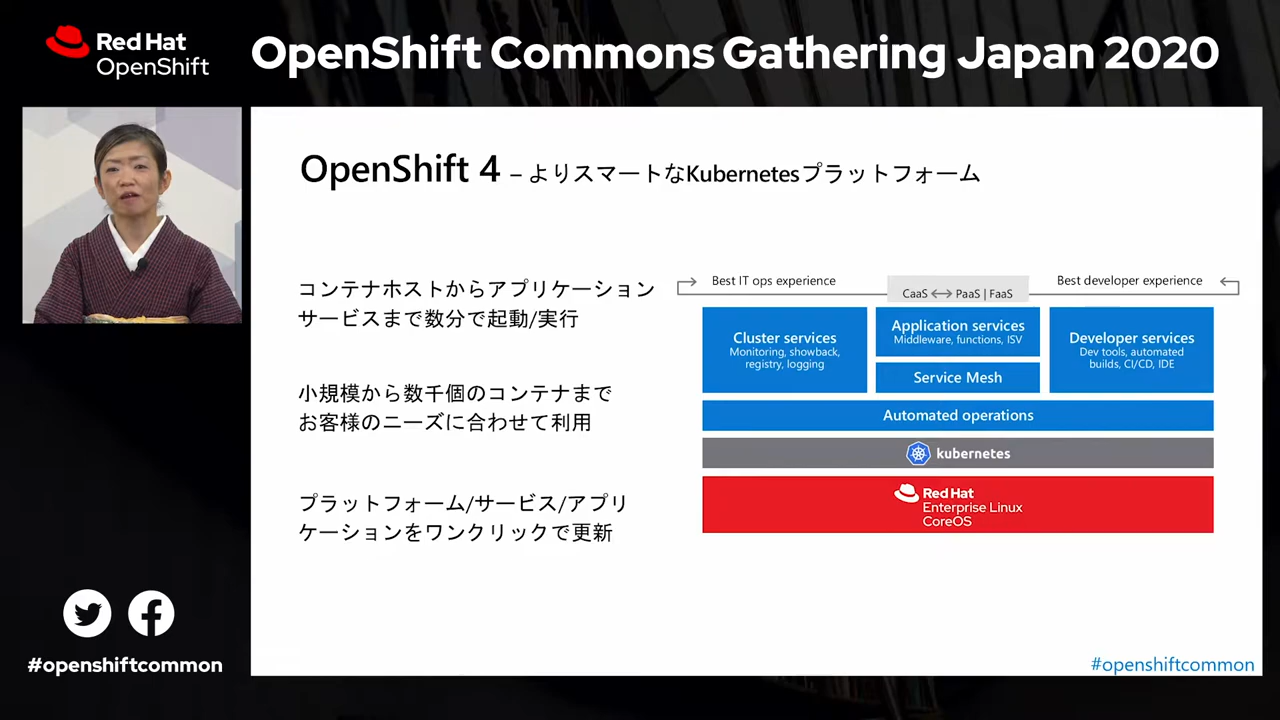 Red Hat
OpenShift
OpenShift Commons Gathering Japan 2020
OpenShift 4 – よりスマートなKubernetesプラットフォーム
コンテナホストからアプリケーション
サービスまで数分で起動/実行
小規模から数千個のコンテナまで
お客様のニーズに合わせて利用
プラットフォーム/サービス/アプリ
ケーションをワンクリックで更新
Best IT ops experience
CaaS ⟷ PaaS | FaaS
Best developer experience
Cluster services
Monitoring, showback,
registry, logging
Application services
Middleware, functions, ISV
Service Mesh
Developer services
Dev tools, automated
builds, CI/CD, IDE
Automated operations
kubernetes
Red Hat
Enterprise Linux
CoreOS
#openshiftcommon
#openshiftcommon